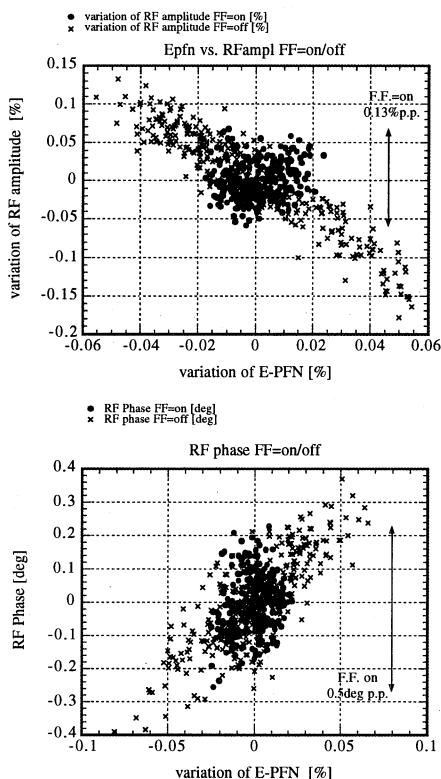 ● variation of RF amplitude FF=on [%]
× variation of RF amplitude FF=off [%]
Epfn vs. RFampl FF=on/off
0.15
0.1
0.05
0
-0.05
-0.1
-0.15
-0.2
variation of RF amplitude [%]
F.F.=on
0.13%p.p.
-0.06 -0.04 -0.02 0 0.02 0.04 0.06
variation of E-PFN [%]
● RF Phase FF=on [deg]
× RF phase FF=off [deg]
RF phase FF=on/off
0.4
0.3
0.2
0.1
0
-0.1
-0.2
-0.3
-0.4
RF Phase [deg]
F.F. on
0.5deg p.p.
-0.1 -0.05 0 0.05 0.1
variation of E-PFN [%]